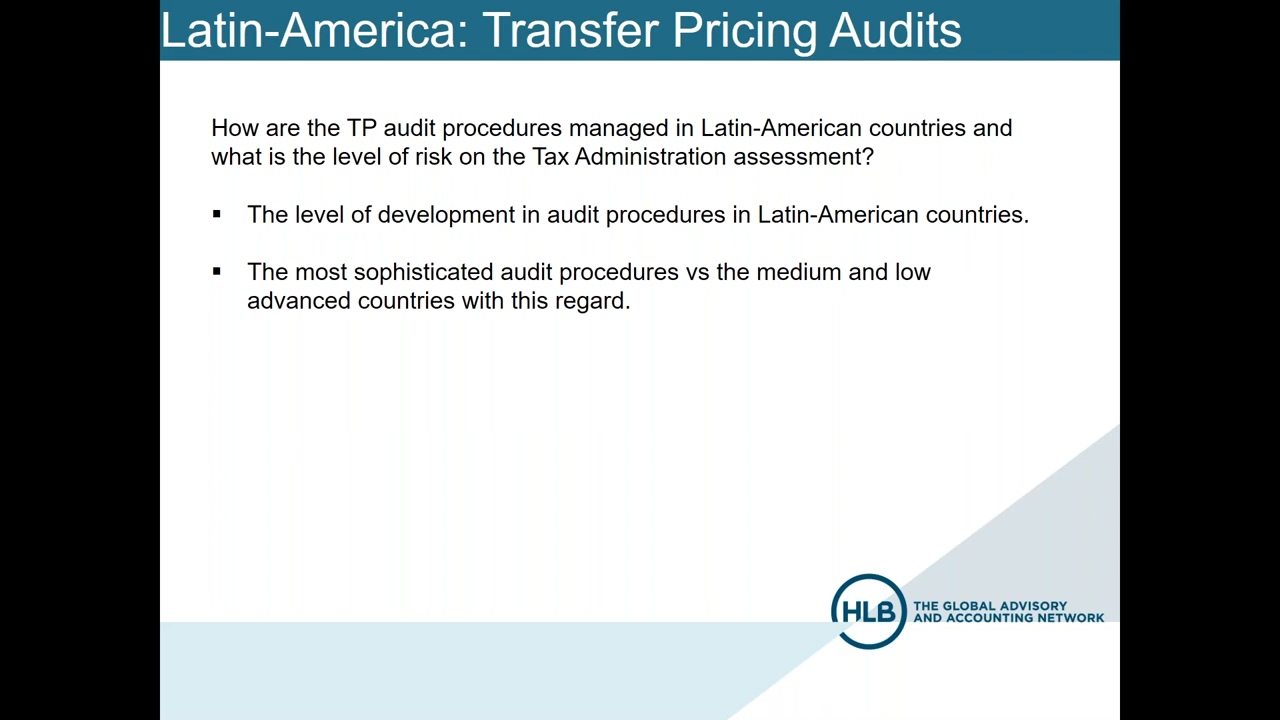 Latin-America: Transfer Pricing Audits
How are the TP audit procedures managed in Latin-American countries and
what is the level of risk on the Tax Administration assessment?
▪ The level of development in audit procedures in Latin-American countries.
▪ The most sophisticated audit procedures vs the medium and low
advanced countries with this regard.
HLB
THE GLOBAL ADVISORY
AND ACCOUNTING NETWORK